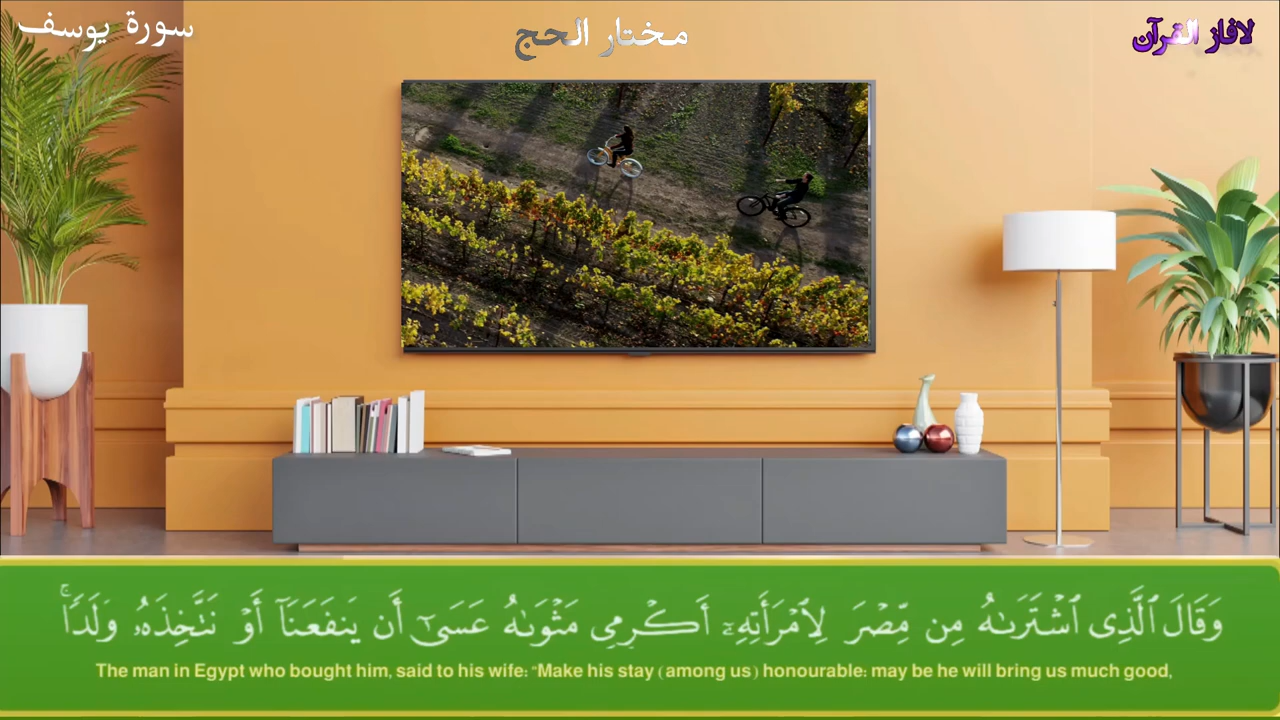 سورة يوسف
مختار الحج
لافاز القرآن
وَقَالَ ٱلَّذِى ٱشْتَرَىٰهُ مِن مِّصْرَ لِٱمْرَأَتِهِۦٓ أَكْرِمِى مَثْوَىٰهُ عَسَىٰٓ أَن يَنفَعَنَآ أَوْ نَتَّخِذَهُۥ وَلَدًۭا ۚ
The man in Egypt who bought him, said to his wife: "Make his stay (among us) honourable: may be he will bring us much good,